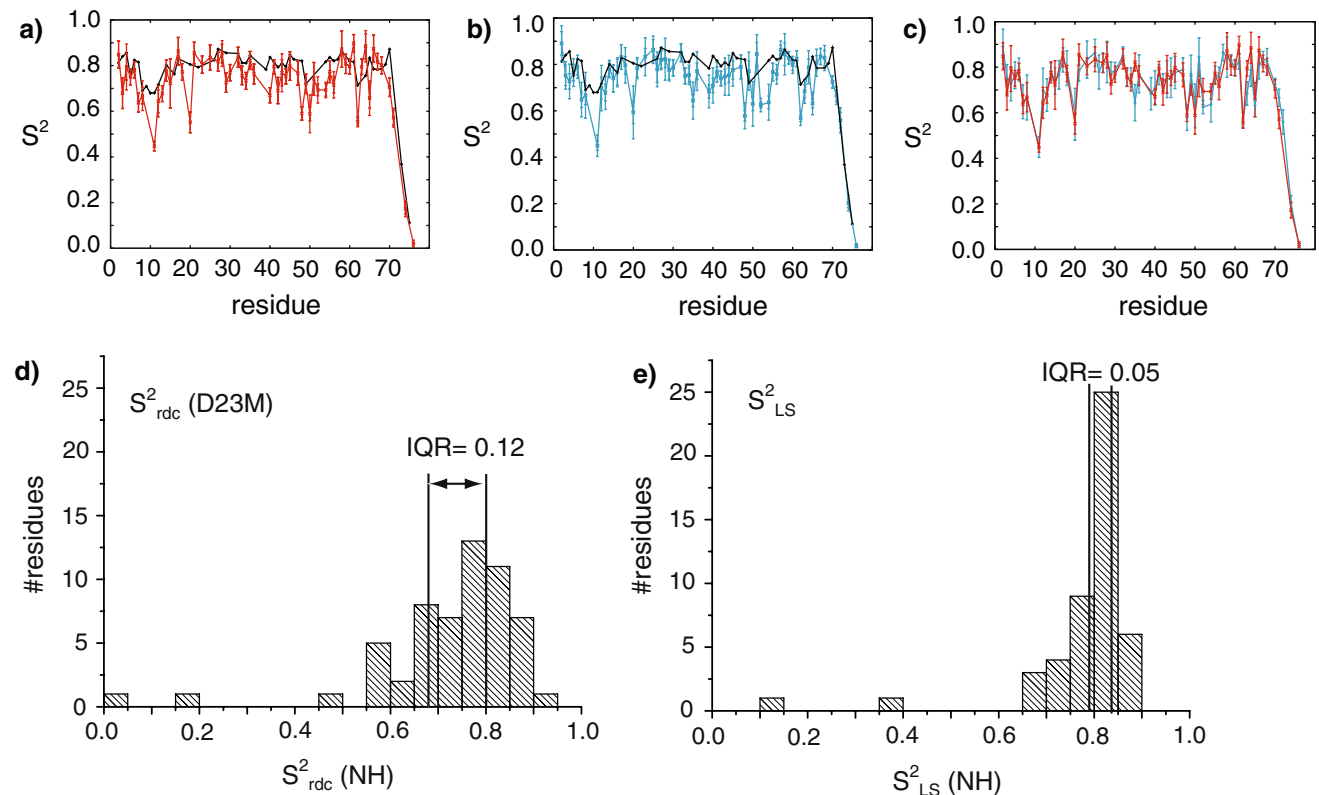 a)
1.0
0.8
0.6
0.4
0.2
0.0
S²
0 10 20 30 40 50 60 70
residue
b)
1.0
0.8
0.6
0.4
0.2
0.0
S²
0 10 20 30 40 50 60 70
residue
c)
1.0
0.8
0.6
0.4
0.2
0.0
S²
0 10 20 30 40 50 60 70
residue
d)
S²rdc (D23M)
IQR= 0.12
25
20
15
10
5
0
#residues
0.0 0.2 0.4 0.6 0.8 1.0
S²rdc (NH)
e)
S²LS
IQR= 0.05
25
20
15
10
5
0
#residues
0.0 0.2 0.4 0.6 0.8 1.0
S²LS (NH)